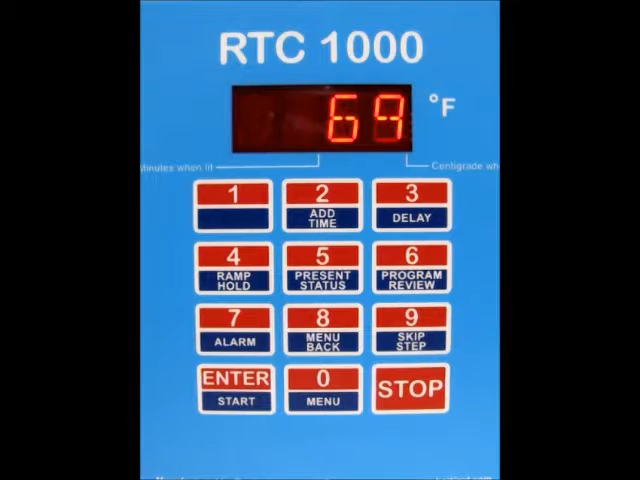 RTC 1000
69
°F
Minutes when lit
Centigrade wh
1
2
ADD
TIME
3
DELAY
4
RAMP
HOLD
5
PRESENT
STATUS
6
PROGRAM
REVIEW
7
ALARM
8
MENU
BACK
9
SKIP
STEP
ENTER
START
0
MENU
STOP